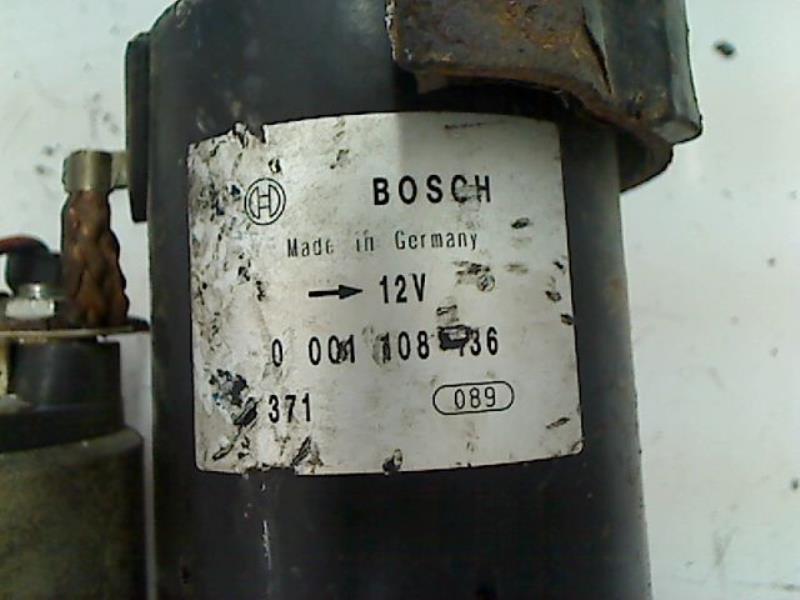 BOSCH
Made in Germany
12V
0 001 108
371 089